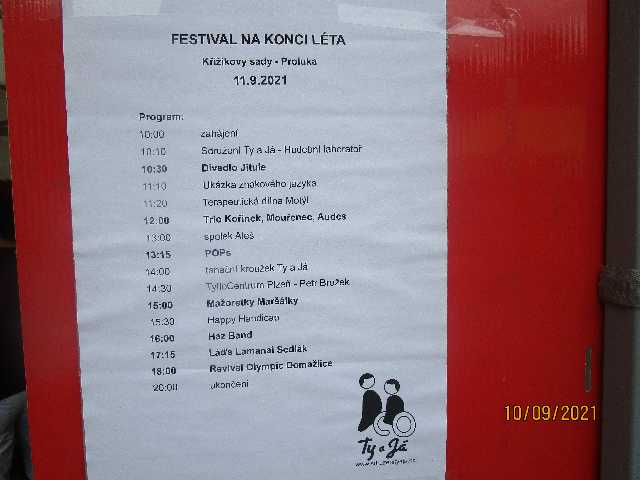 FESTIVAL NA KONCI LÉTA
Křižíkovy sady - Proluka
11.9.2021
Program:
10:00 zahájení
10:10 Sdružení Ty a Já - Hudební laboratoř
10:30 Divadlo Jitule
11:10 Ukázka znakového jazyka
11:20 Terapeutická dílna Motýl
12:00 Trio Kořínek, Mouřenec, Audes
13:00 spolek Aleš
13:15 POPs
14:00 taneční kroužek Ty a Já
14:30 TyfloCentrum Plzeň - Petr Bružek
15:00 Mažoretky Maršálky
15:30 Happy Handicap
16:00 Haz Band
17:15 Laďa Lamanai Sedlák
18:00 Revival Olympic Domažlice
20:00 ukončení
Ty a Já
10/09/2021